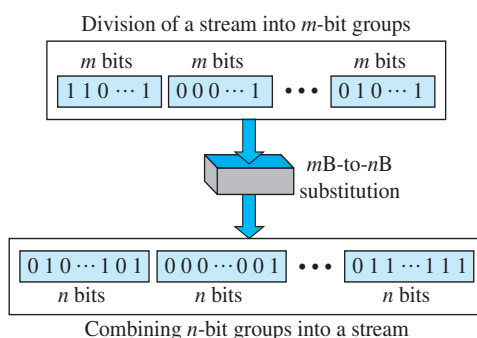 Division of a stream into m-bit groups
m bits m bits m bits
1 1 0 ··· 1 0 0 0 ··· 1 ••• 0 1 0 ··· 1
mB-to-nB
substitution
0 1 0 ··· 1 0 1 0 0 0 ··· 0 0 1 ••• 0 1 1 ··· 1 1 1
n bits n bits n bits
Combining n-bit groups into a stream